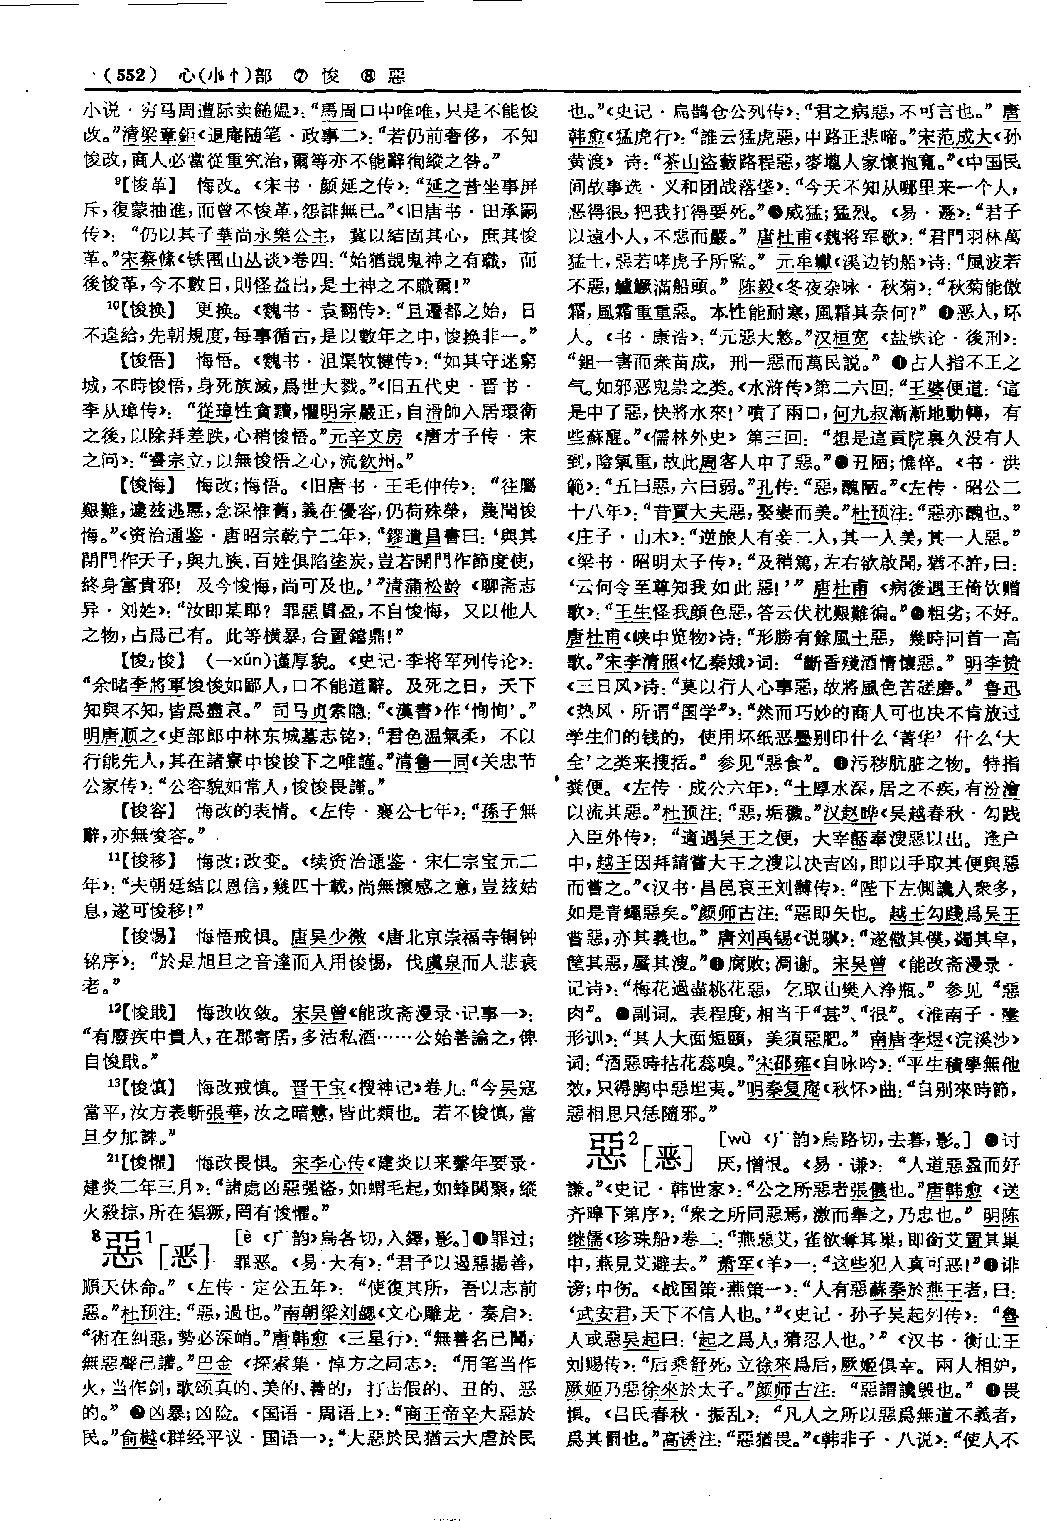 (552) 心(小忄)部 ⑦ 悛 ⑧ 惡
小说·穷马周遭际卖䭔媪》：“馬周口中唯唯，只是不能悛
改。”清梁章鉅《退庵随笔·政事二》：“若仍前奢侈，不知
悛改，商人必當從重究治，爾等亦不能辭徇縱之咎。”
9【悛革】 悔改。《宋书·颜延之传》：“延之昔坐事屏
斥，復蒙抽進，而曾不悛革，怨誹無已。”《旧唐书·田承嗣
传》：“仍以其子華尚永樂公主，冀以結固其心，庶其悛
革。”宋蔡絛《铁围山丛谈》卷四：“始猶覬鬼神之有職，而
後悛革，今不數日，則怪益出，是土神之不職爾！”
10【悛换】 更换。《魏书·袁翻传》：“且遷都之始，日
不遑給，先朝規度，每事循古，是以數年之中，悛换非一。”
【悛悟】 悔悟。《魏书·沮渠牧犍传》：“如其守迷窮
城，不時悛悟，身死族滅，爲世大戮。”《旧五代史·晋书·
李从璋传》：“從璋性貪黷，懼明宗嚴正，自滑帥入居環衛
之後，以除拜差跌，心稍悛悟。”元辛文房《唐才子传·宋
之问》：“睿宗立，以無悛悟之心，流欽州。”
【悛悔】 悔改；悔悟。《旧唐书·王毛仲传》：“往屬
艱難，遽兹逃慝，念深惟舊，義在優容，仍荷殊榮，蔑聞悛
悔。”《资治通鉴·唐昭宗乾宁二年》：“鏐遺昌書曰：‘與其
閉門作天子，與九族、百姓俱陷塗炭，豈若開門作節度使，
終身富貴邪！及今悛悔，尚可及也。’”清蒲松龄《聊斋志
异·刘姓》：“汝即某耶？罪惡貫盈，不自悛悔，又以他人
之物，占爲己有。此等横暴，合置鐺鼎！”
【悛₂悛】 (—xún)谨厚貌。《史记·李将军列传论》：
“余睹李將軍悛悛如鄙人，口不能道辭。及死之日，天下
知與不知，皆爲盡哀。”司马贞索隐：“《漢書》作‘恂恂’。”
明唐顺之《吏部郎中林东城墓志铭》：“君色温氣柔，不以
行能先人，其在諸寮中悛悛下之唯謹。”清鲁一同《关忠节
公家传》：“公容貌如常人，悛悛畏謹。”
【悛容】 悔改的表情。《左传·襄公七年》：“孫子無
辭，亦無悛容。”
11【悛移】 悔改；改变。《续资治通鉴·宋仁宗宝元二
年》：“夫朝廷結以恩信，幾四十載，尚無懷感之意，豈兹姑
息，遂可悛移！”
【悛惕】 悔悟戒惧。唐吴少微《唐北京崇福寺铜钟
铭序》：“於是旭旦之音達而人用悛惕，伐虞泉而人悲衰
老。”
12【悛戢】 悔改收敛。宋吴曾《能改斋漫录·记事一》：
“有廢疾中貴人，在郡寄居，多沽私酒……公始善諭之，俾
自悛戢。”
13【悛慎】 悔改戒慎。晋干宝《搜神记》卷九：“今吴寇
當平，汝方表斬張華，汝之暗戆，皆此類也。若不悛慎，當
旦夕加誅。”
21【悛懼】 悔改畏惧。宋李心传《建炎以来繫年要录·
建炎二年三月》：“諸處凶惡强盗，如蝟毛起，如蜂闘聚，縱
火殺掠，所在猖獗，罔有悛懼。”
8惡1［恶］ ［è《广韵》烏各切，入鐸，影。］❶罪过；
罪恶。《易·大有》：“君子以遏惡揚善，
順天休命。”《左传·定公五年》：“使復其所，吾以志前
惡。”杜预注：“惡，過也。”南朝梁刘勰《文心雕龙·奏启》：
“術在糾惡，勢必深峭。”唐韩愈《三星行》：“無善名已聞，
無惡聲已讙。”巴金《探索集·悼方之同志》：“用笔当作
火，当作剑，歌颂真的、美的、善的，打击假的、丑的、恶
的。”❷凶暴；凶险。《国语·周语上》：“商王帝辛大惡於
民。”俞樾《群经平议·国语一》：“大惡於民猶云大虐於民
也。”《史记·扁鹊仓公列传》：“君之病惡，不可言也。”唐
韩愈《猛虎行》：“誰云猛虎惡，中路正悲啼。”宋范成大《孙
黄渡》诗：“茶山盗藪路程惡，麥壠人家懷抱寬。”《中国民
间故事选·义和团战落垡》：“今天不知从哪里来一个人，
恶得很，把我打得要死。”❸威猛；猛烈。《易·遯》：“君子
以遠小人，不惡而嚴。”唐杜甫《魏将军歌》：“君門羽林萬
猛士，惡若哮虎子所監。”元牟巘《溪边钓船》诗：“風波若
不惡，鱸鱖滿船頭。”陈毅《冬夜杂咏·秋菊》：“秋菊能傲
霜，風霜重重惡。本性能耐寒，風霜其奈何？”❹恶人，坏
人。《书·康诰》：“元惡大憝。”汉桓宽《盐铁论·後刑》：
“鉏一害而衆苗成，刑一惡而萬民説。”❺古人指不正之
气。如邪恶鬼祟之类。《水浒传》第二六回：“王婆便道：‘這
是中了惡，快將水來！’噴了兩口，何九叔漸漸地動轉，有
些蘇醒。”《儒林外史》第三回：“想是這貢院裏久没有人
到，陰氣重，故此周客人中了惡。”❻丑陋；憔悴。《书·洪
範》：“五曰惡，六曰弱。”孔传：“惡，醜陋。”《左传·昭公二
十八年》：“昔賈大夫惡，娶妻而美。”杜预注：“惡亦醜也。”
《庄子·山木》：“逆旅人有妾二人，其一人美，其一人惡。”
《梁书·昭明太子传》：“及稍篤，左右欲啟聞，猶不許，曰：
‘云何令至尊知我如此惡！’”唐杜甫《病後遇王倚饮赠
歌》：“王生怪我顔色惡，答云伏枕艱難徧。”❼粗劣；不好。
唐杜甫《峡中览物》诗：“形勝有餘風土惡，幾時回首一高
歌。”宋李清照《忆秦娥》词：“斷香殘酒情懷惡。”明李贽
《三日风》诗：“莫以行人心事惡，故將風色苦磋磨。”鲁迅
《热风·所谓“国学”》：“然而巧妙的商人可也决不肯放过
学生们的钱的，使用坏纸恶墨别印什么‘菁华’什么‘大
全’之类来搜括。”参见“惡食”。❽污秽肮脏之物。特指
粪便。《左传·成公六年》：“土厚水深，居之不疾，有汾澮
以流其惡。”杜预注：“惡，垢穢。”汉赵晔《吴越春秋·勾践
入臣外传》：“適遇吴王之便，大宰嚭奉溲惡以出。逢户
中，越王因拜請嘗大王之溲以决吉凶，即以手取其便與惡
而嘗之。”《汉书·昌邑哀王刘髆传》：“陛下左側讒人衆多，
如是青蠅惡矣。”颜师古注：“惡即矢也。越王勾踐爲吴王
嘗惡，亦其義也。”唐刘禹锡《说骥》：“遂儆其僕，蠲其皁，
筐其惡，蜃其溲。”❾腐败；凋谢。宋吴曾《能改斋漫录·
记诗》：“梅花過盡桃花惡，乞取山樊入净瓶。”参见“惡
肉”。❿副词。表程度，相当于“甚”、“很”。《淮南子·墬
形训》：“其人大面短頤，美須惡肥。”南唐李煜《浣溪沙》
词：“酒惡時拈花蕊嗅。”宋邵雍《自咏吟》：“平生積學無他
效，只得胸中惡坦夷。”明秦复庵《秋怀》曲：“自别來時節，
惡相思只恁隨邪。”
惡2［恶］ ［wù《广韵》烏路切，去暮，影。］❶讨
厌，憎恨。《易·谦》：“人道惡盈而好
謙。”《史记·韩世家》：“公之所惡者張儀也。”唐韩愈《送
齐暤下第序》：“衆之所同惡焉，激而舉之，乃忠也。”明陈
继儒《珍珠船》卷二：“燕惡艾，雀欲奪其巢，即銜艾置其巢
中，燕見艾避去。”萧军《羊》一：“這些犯人真可惡！”❷诽
谤；中伤。《战国策·燕策一》：“人有惡蘇秦於燕王者，曰：
‘武安君，天下不信人也。’”《史记·孙子吴起列传》：“魯
人或惡吴起曰：‘起之爲人，猜忍人也。’”《汉书·衡山王
刘赐传》：“后乘舒死，立徐來爲后，厥姬俱幸。兩人相妒，
厥姬乃惡徐來於太子。”颜师古注：“惡謂讒毁也。”❸畏
惧。《吕氏春秋·振乱》：“凡人之所以惡爲無道不義者，
爲其罰也。”高诱注：“惡猶畏。”《韩非子·八说》：“使人不